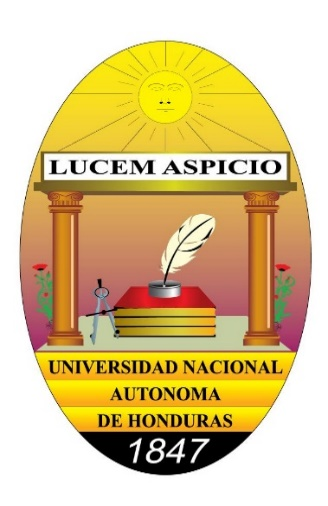 LUCEM ASPICIO
UNIVERSIDAD NACIONAL
AUTONOMA
DE HONDURAS
1847